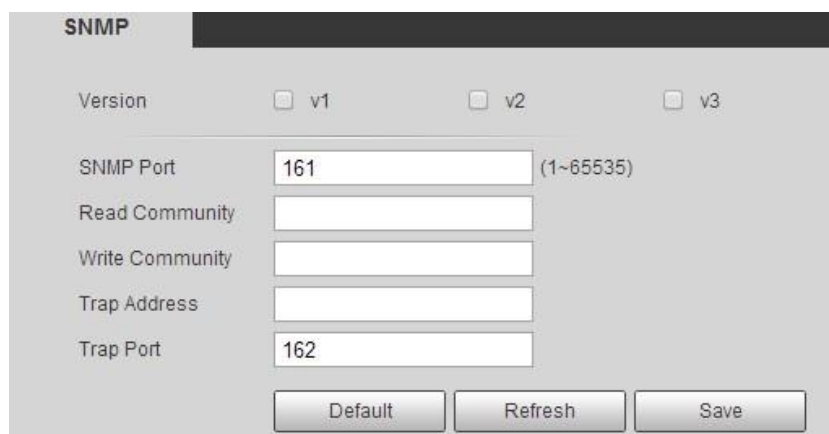 SNMP
Version v1 v2 v3
SNMP Port 161 (1~65535)
Read Community
Write Community
Trap Address
Trap Port 162
Default Refresh Save